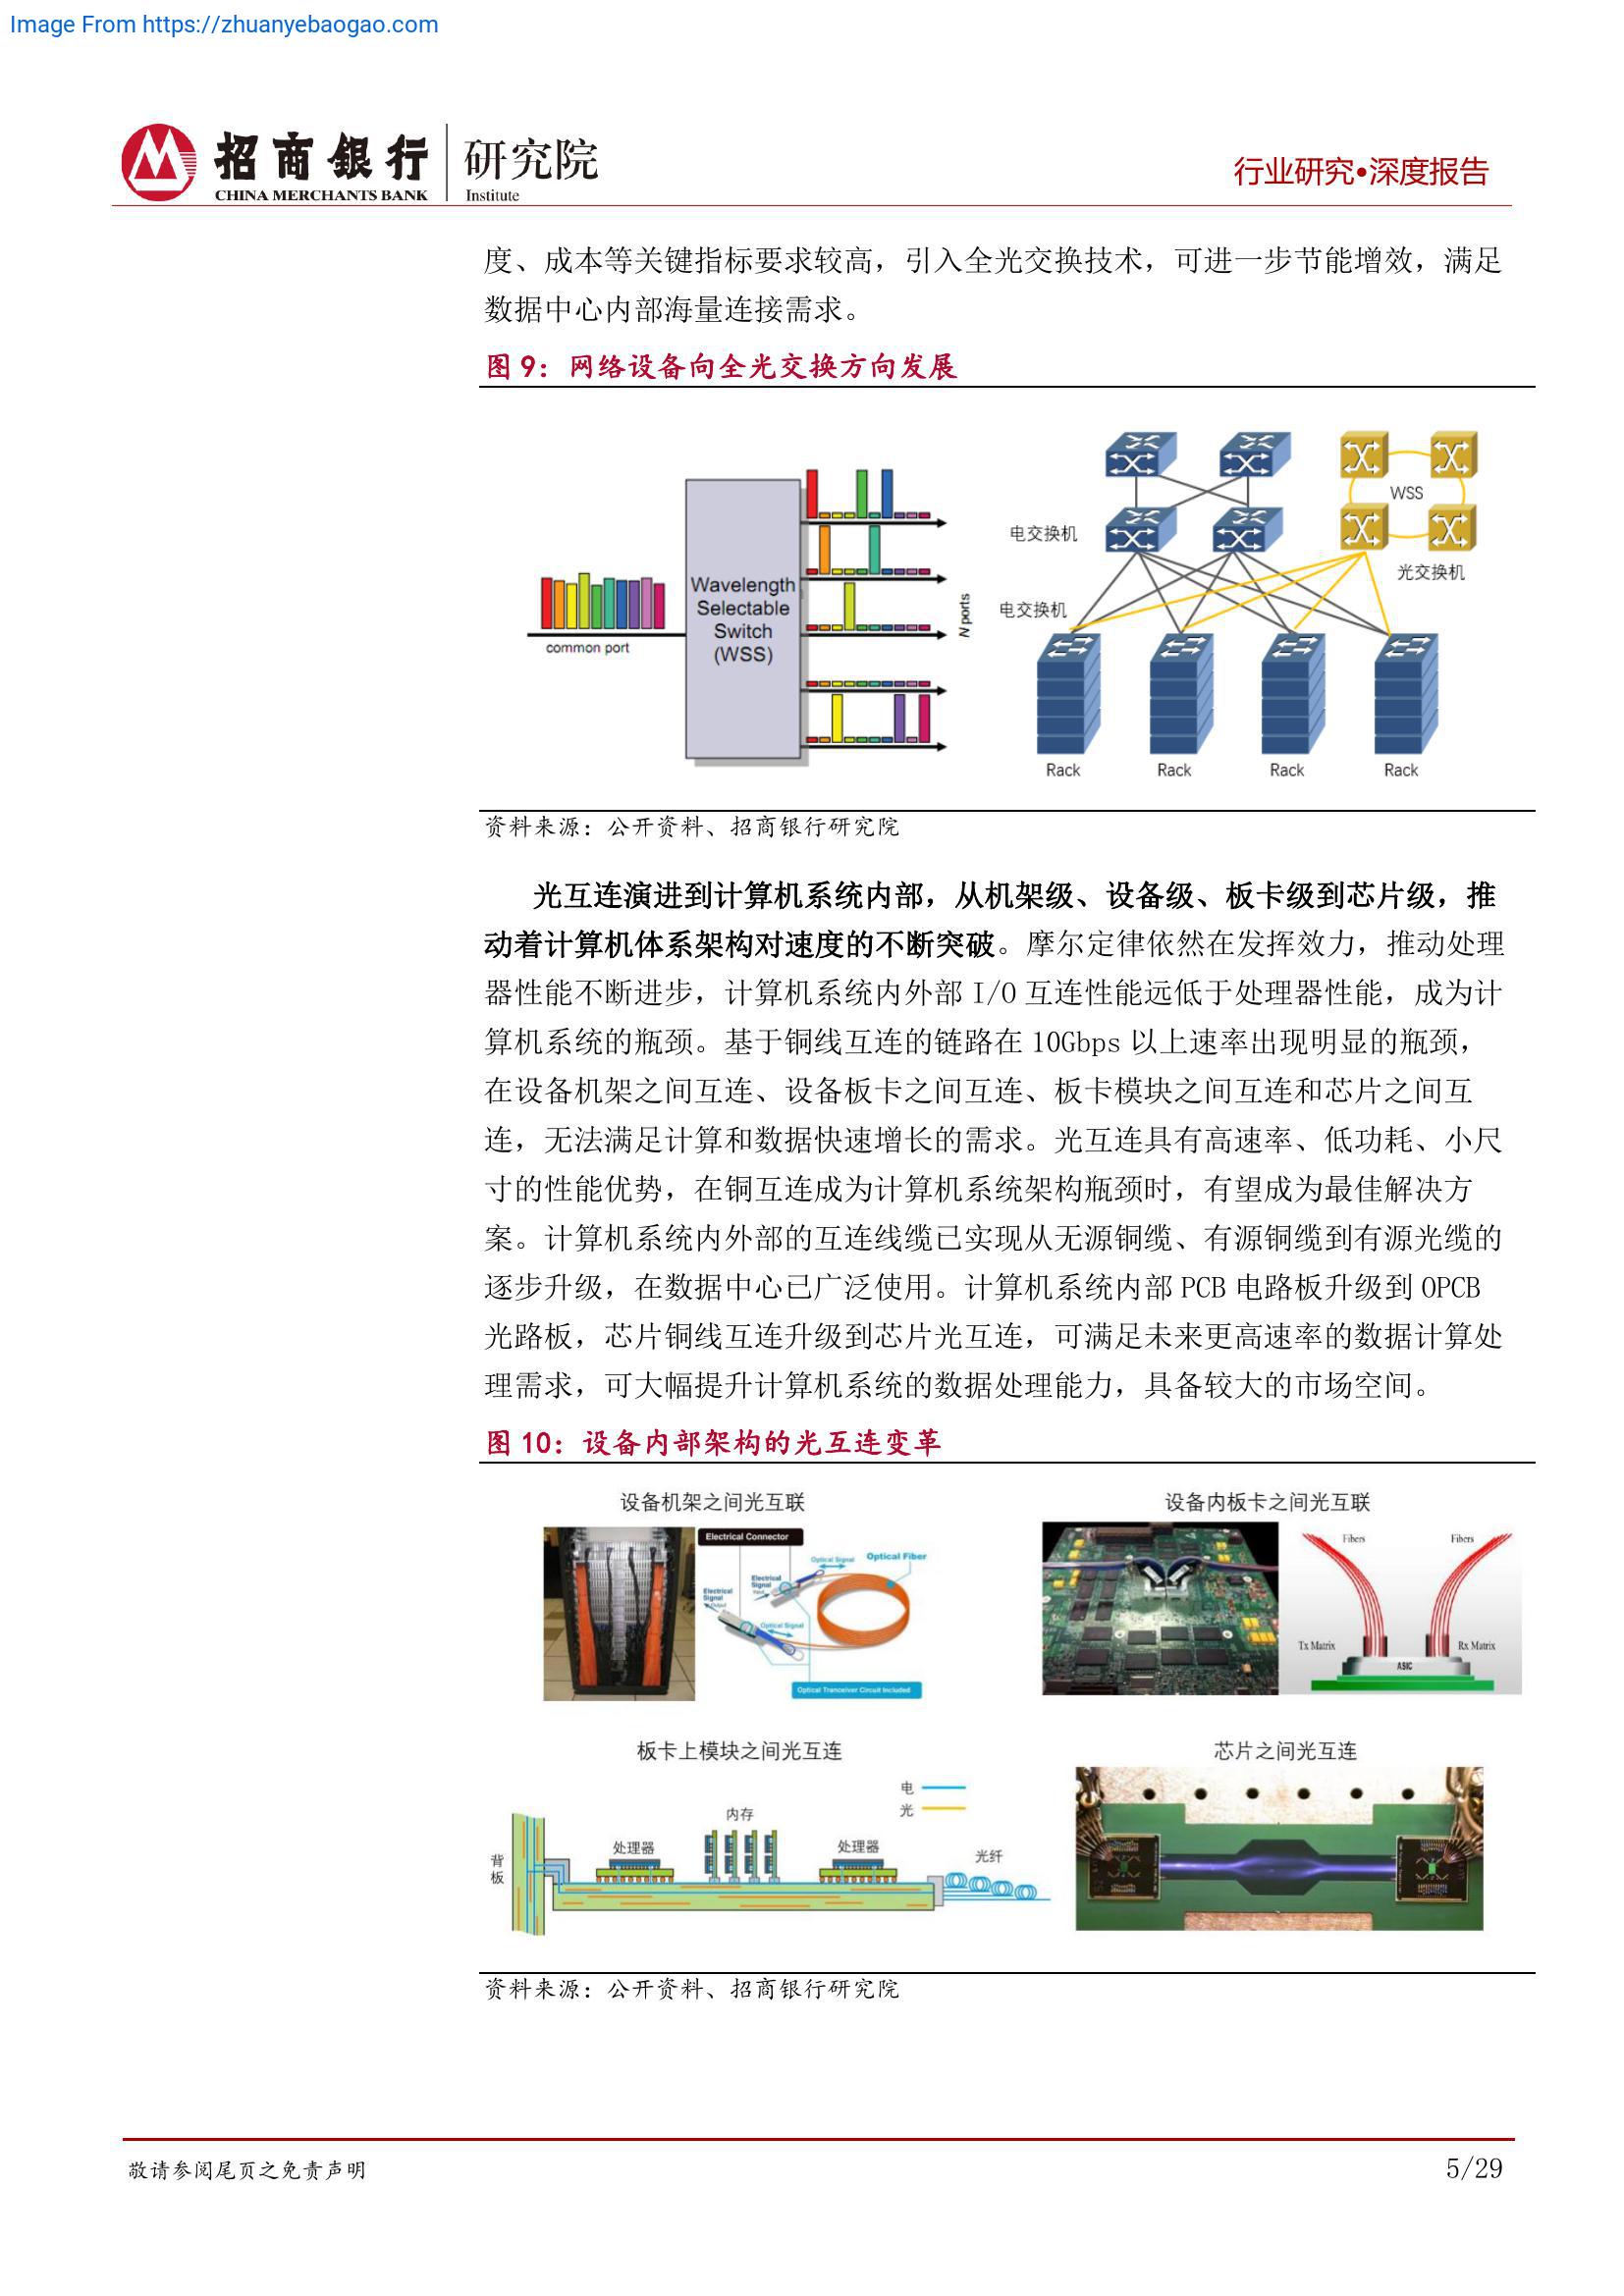 Image From https://zhuanyebaogao.com
招商銀行
CHINA MERCHANTS BANK
研究院
Institute
行业研究•深度报告
度、成本等关键指标要求较高，引入全光交换技术，可进一步节能增效，满足
数据中心内部海量连接需求。
图 9：网络设备向全光交换方向发展
common port
Wavelength
Selectable
Switch
(WSS)
N ports
WSS
电交换机
光交换机
电交换机
Rack
Rack
Rack
Rack
资料来源：公开资料、招商银行研究院
光互连演进到计算机系统内部，从机架级、设备级、板卡级到芯片级，推
动着计算机体系架构对速度的不断突破。摩尔定律依然在发挥效力，推动处理
器性能不断进步，计算机系统内外部 I/O 互连性能远低于处理器性能，成为计
算机系统的瓶颈。基于铜线互连的链路在 10Gbps 以上速率出现明显的瓶颈，
在设备机架之间互连、设备板卡之间互连、板卡模块之间互连和芯片之间互
连，无法满足计算和数据快速增长的需求。光互连具有高速率、低功耗、小尺
寸的性能优势，在铜互连成为计算机系统架构瓶颈时，有望成为最佳解决方
案。计算机系统内外部的互连线缆已实现从无源铜缆、有源铜缆到有源光缆的
逐步升级，在数据中心已广泛使用。计算机系统内部 PCB 电路板升级到 OPCB
光路板，芯片铜线互连升级到芯片光互连，可满足未来更高速率的数据计算处
理需求，可大幅提升计算机系统的数据处理能力，具备较大的市场空间。
图 10：设备内部架构的光互连变革
设备机架之间光互联
Electrical Connector
Optical Signal
Optical Fiber
Electrical
Signal
Input
Electrical
Signal
Output
Optical Signal
Optical Tranceiver Circuit Included
设备内板卡之间光互联
Fibers
Fibers
Tx Matrix
Rx Matrix
ASIC
板卡上模块之间光互连
电
光
内存
处理器
处理器
光纤
背
板
芯片之间光互连
资料来源：公开资料、招商银行研究院
敬请参阅尾页之免责声明
5/29